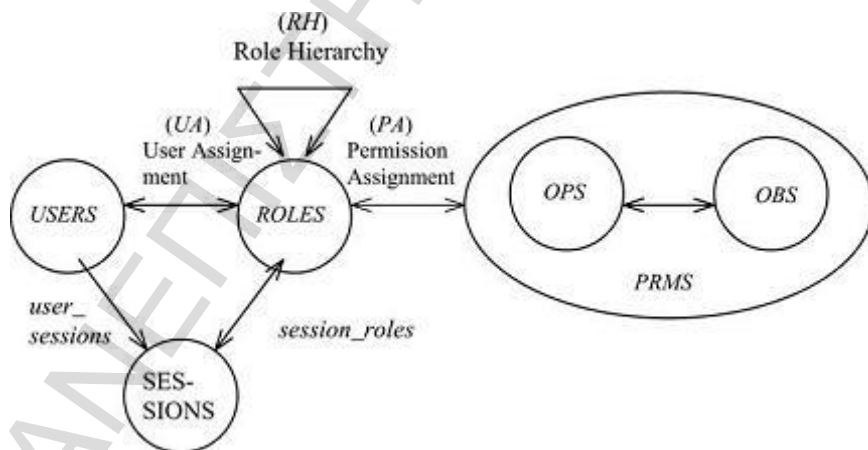 (RH)
Role Hierarchy
(UA)
User Assign-
ment
(PA)
Permission
Assignment
USERS
ROLES
OPS
OBS
PRMS
user_
sessions
session_roles
SES-
SIONS